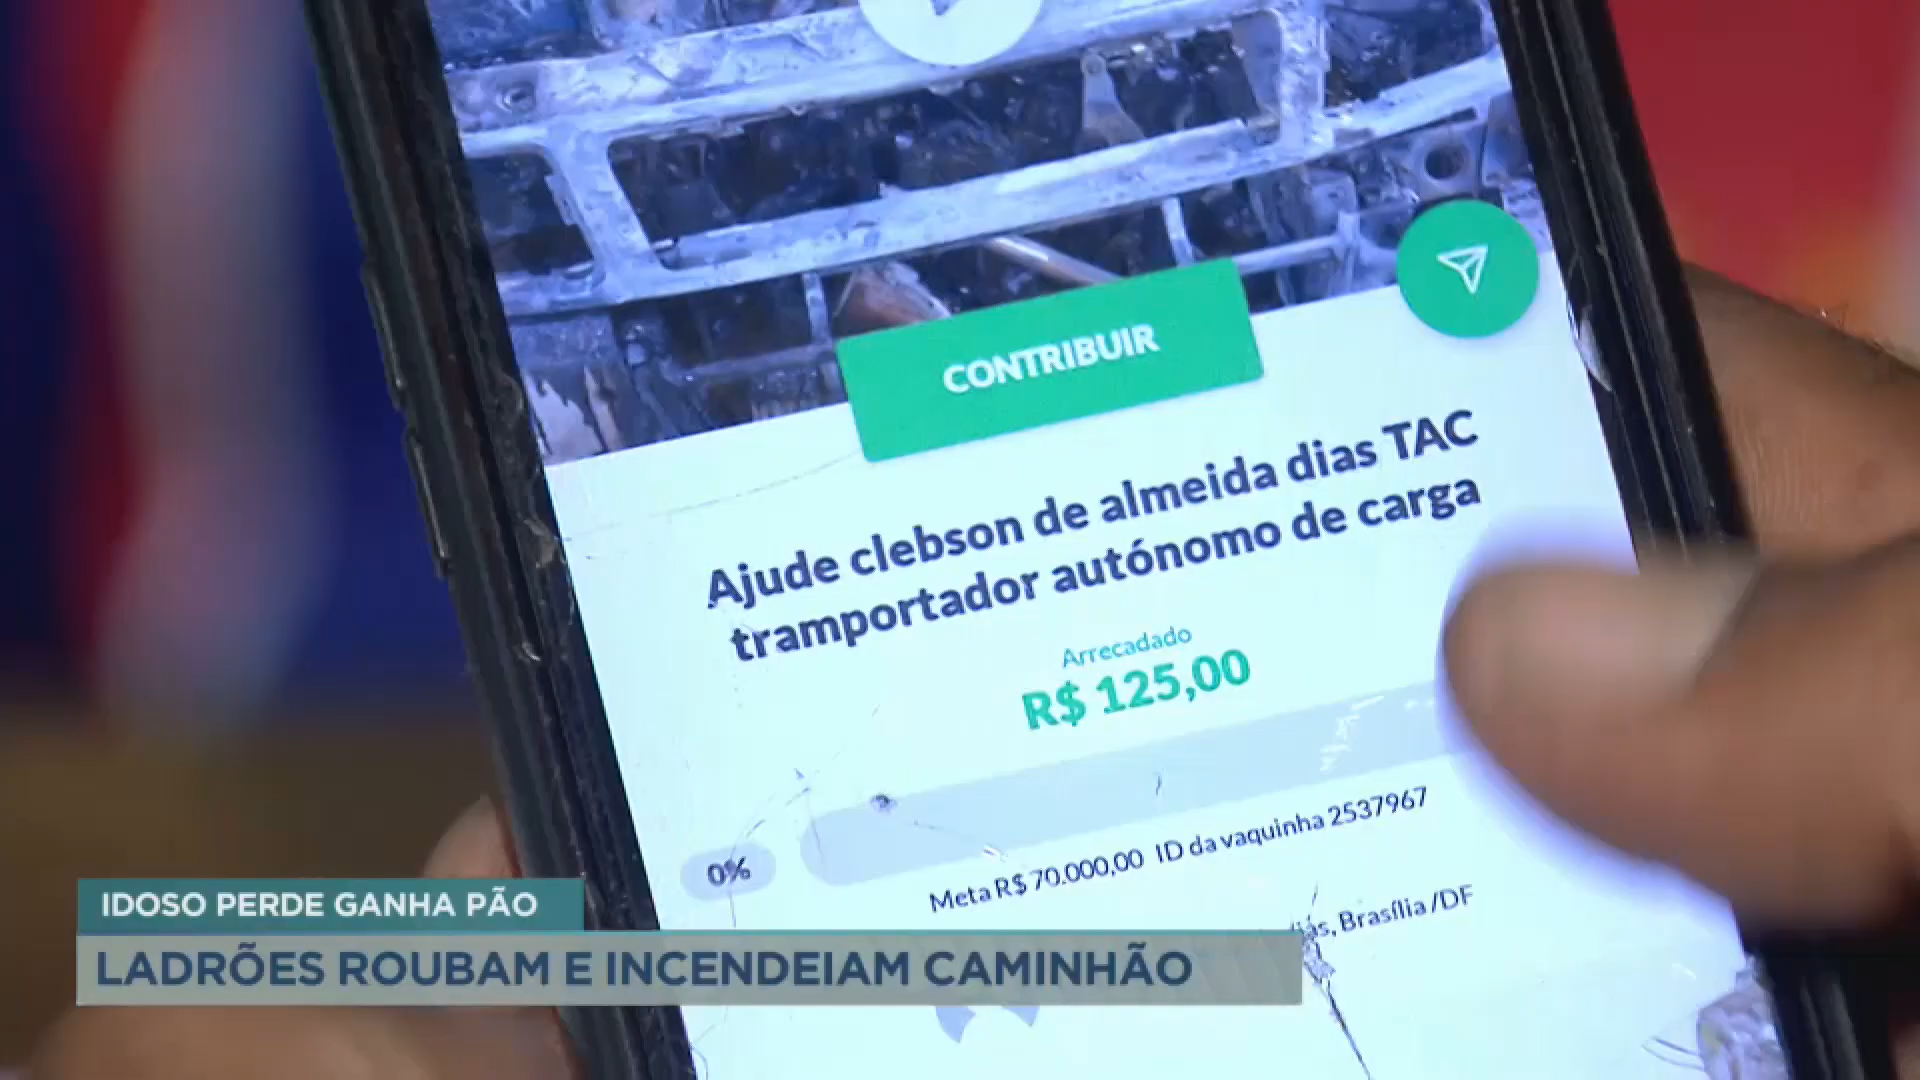 CONTRIBUIR
Ajude clebson de almeida dias TAC
tramportador autónomo de carga
Arrecadado
R$ 125,00
0%
Meta R$ 70.000,00 ID da vaquinha 2537967
Brasília /DF
IDOSO PERDE GANHA PÃO
LADRÕES ROUBAM E INCENDEIAM CAMINHÃO